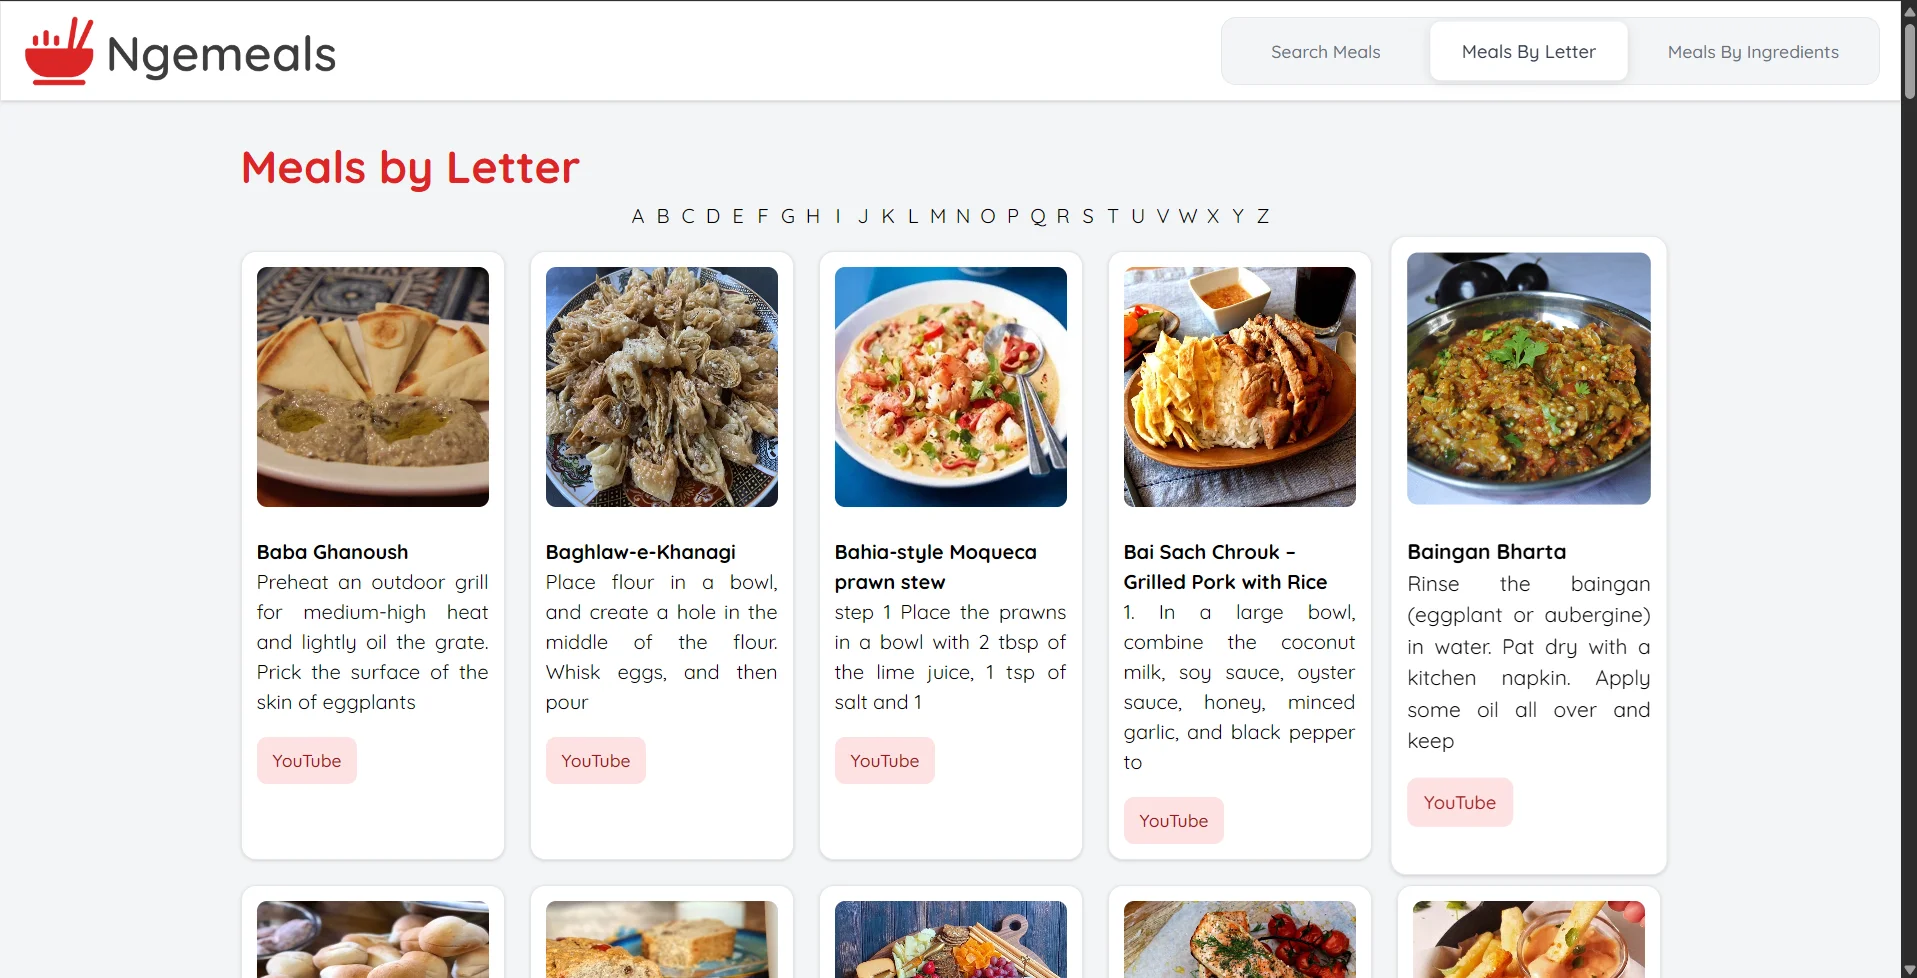 Ngemeals
Search Meals
Meals By Letter
Meals By Ingredients
Meals by Letter
A B C D E F G H I J K L M N O P Q R S T U V W X Y Z
Baba Ghanoush
Preheat an outdoor grill
for medium-high heat
and lightly oil the grate.
Prick the surface of the
skin of eggplants
YouTube
Baghlaw-e-Khanagi
Place flour in a bowl,
and create a hole in the
middle of the flour.
Whisk eggs, and then
pour
YouTube
Bahia-style Moqueca
prawn stew
step 1 Place the prawns
in a bowl with 2 tbsp of
the lime juice, 1 tsp of
salt and 1
YouTube
Bai Sach Chrouk –
Grilled Pork with Rice
1. In a large bowl,
combine the coconut
milk, soy sauce, oyster
sauce, honey, minced
garlic, and black pepper
to
YouTube
Baingan Bharta
Rinse the baingan
(eggplant or aubergine)
in water. Pat dry with a
kitchen napkin. Apply
some oil all over and
keep
YouTube